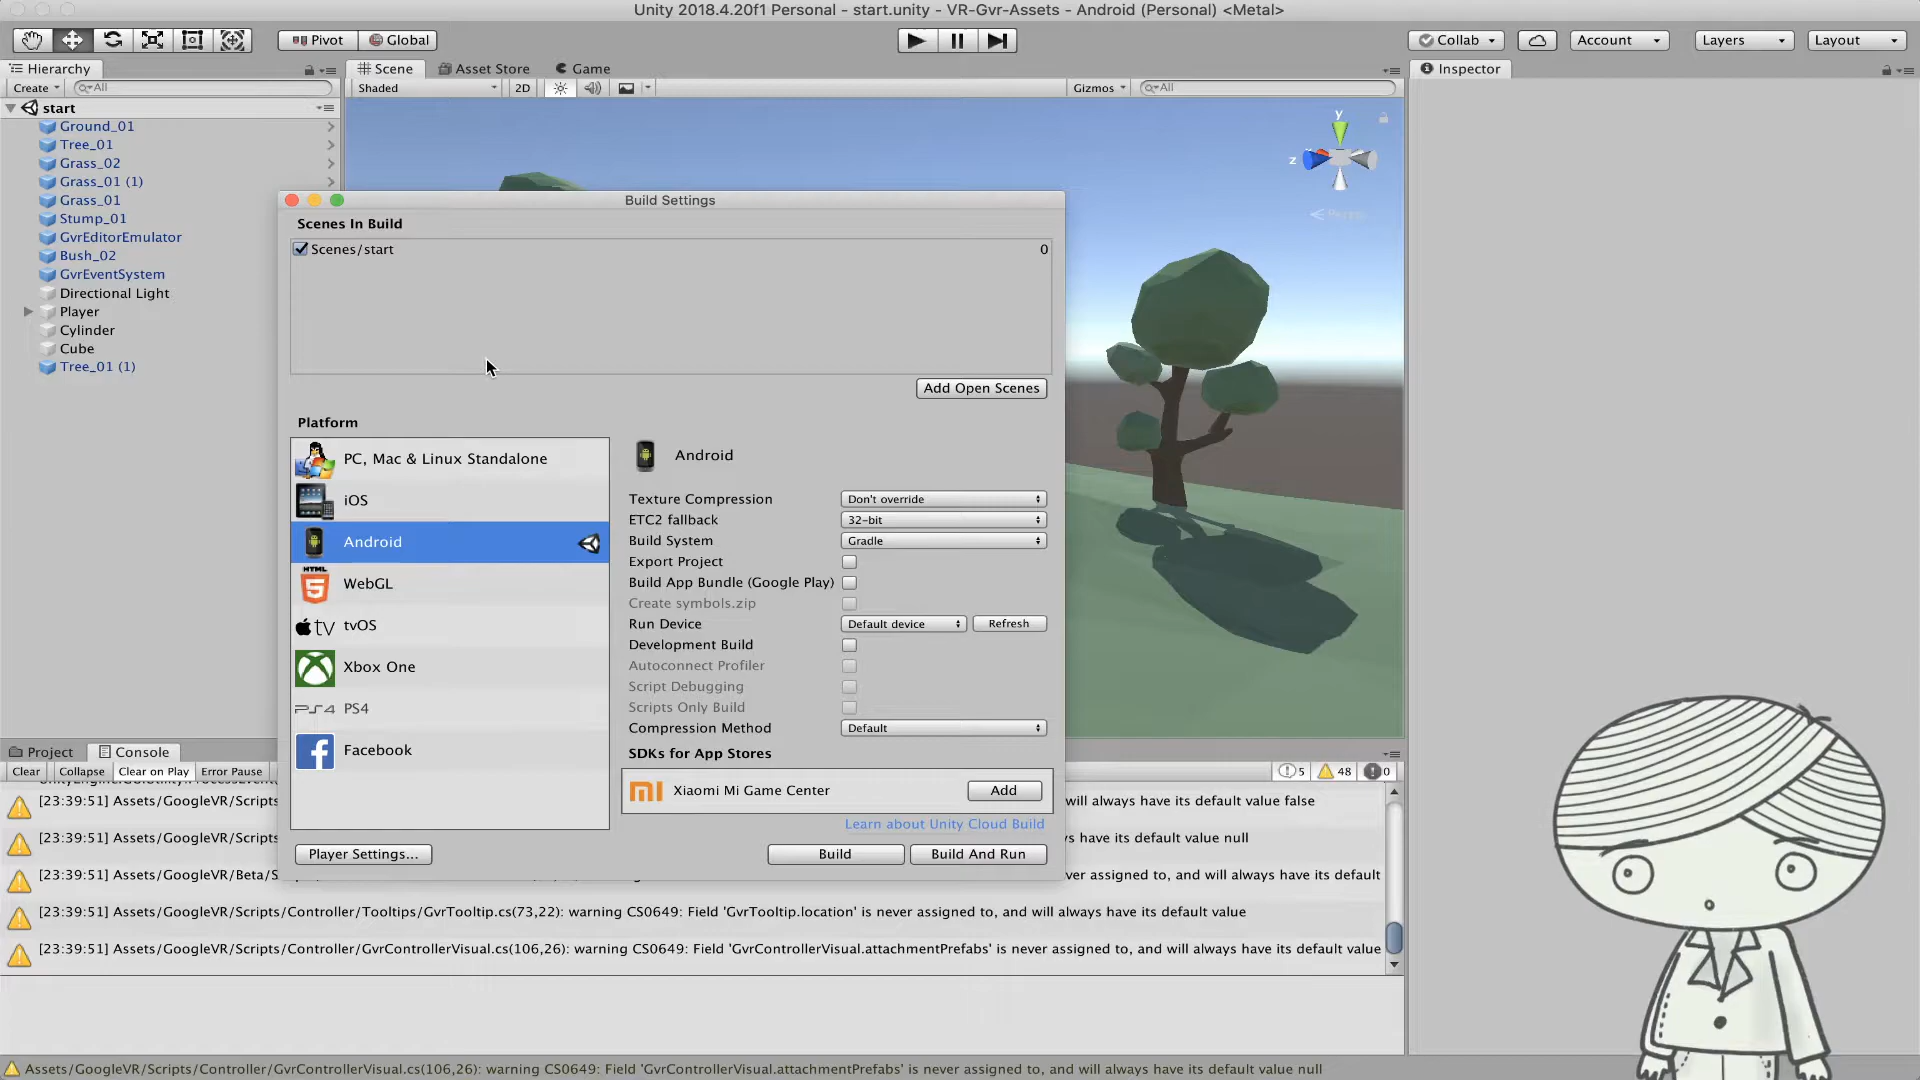 Unity 2018.4.20f1 Personal - start.unity - VR-Gvr-Assets - Android (Personal) <Metal>
Pivot
Global
Collab
Account
Layers
Layout
Hierarchy
Scene
Asset Store
Game
Inspector
Create
All
Shaded
2D
Gizmos
All
start
Ground_01
Tree_01
Grass_02
Grass_01 (1)
Grass_01
Stump_01
GvrEditorEmulator
Bush_02
GvrEventSystem
Directional Light
Player
Cylinder
Cube
Tree_01 (1)
y
z
Persp
Build Settings
Scenes In Build
Scenes/start
0
Add Open Scenes
Platform
PC, Mac & Linux Standalone
iOS
Android
HTML
5
WebGL
tv
tvOS
Xbox One
PS4
PS4
Facebook
Android
Texture Compression
Don't override
ETC2 fallback
32-bit
Build System
Gradle
Export Project
Build App Bundle (Google Play)
Create symbols.zip
Run Device
Default device
Refresh
Development Build
Autoconnect Profiler
Script Debugging
Scripts Only Build
Compression Method
Default
SDKs for App Stores
Xiaomi Mi Game Center
Add
Learn about Unity Cloud Build
Player Settings...
Build
Build And Run
Project
Console
Clear
Collapse
Clear on Play
Error Pause
5
48
0
[23:39:51] Assets/GoogleVR/Scripts
will always have its default value false
[23:39:51] Assets/GoogleVR/Scripts
s have its default value null
[23:39:51] Assets/GoogleVR/Beta/S
ver assigned to, and will always have its default
[23:39:51] Assets/GoogleVR/Scripts/Controller/Tooltips/GvrTooltip.cs(73,22): warning CS0649: Field 'GvrTooltip.location' is never assigned to, and will always have its default value
[23:39:51] Assets/GoogleVR/Scripts/Controller/GvrControllerVisual.cs(106,26): warning CS0649: Field 'GvrControllerVisual.attachmentPrefabs' is never assigned to, and will always have its default value
Assets/GoogleVR/Scripts/Controller/GvrControllerVisual.cs(106,26): warning CS0649: Field 'GvrControllerVisual.attachmentPrefabs' is never assigned to, and will always have its default value null